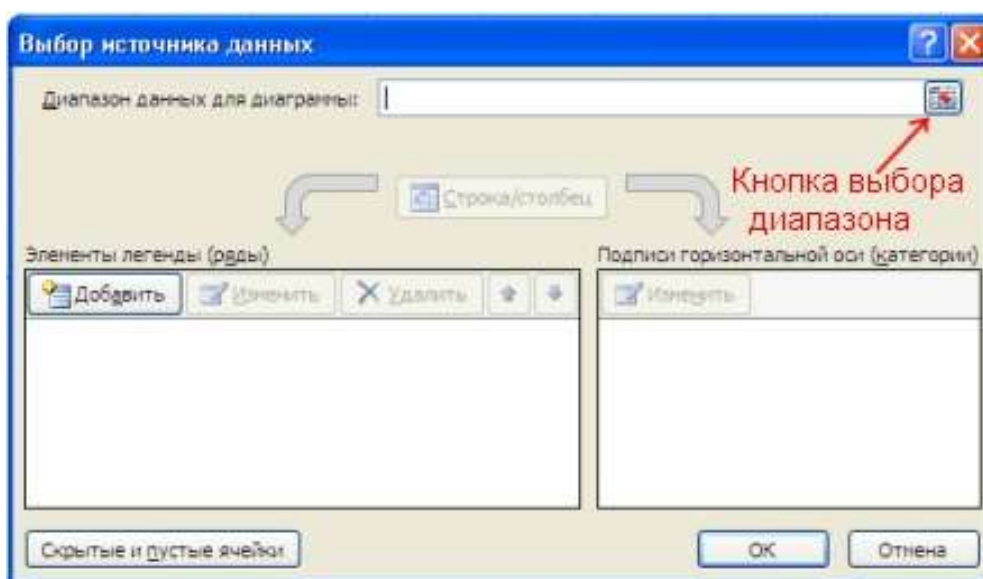 Выбор источника данных
Диапазон данных для диаграммы:
Кнопка выбора
диапазона
Строка/столбец
Элементы легенды (ряды)
Подписи горизонтальной оси (категории)
Добавить Изменить Удалить
Изменить
Скрытые и пустые ячейки
ОК Отмена